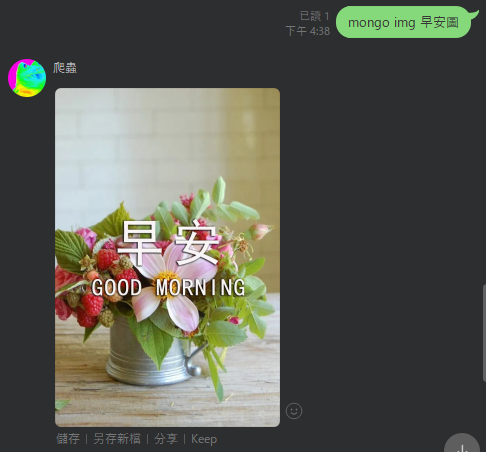 已讀 1
下午 4:38
mongo img 早安圖
爬蟲
早安
GOOD MORNING
儲存 | 另存新檔 | 分享 | Keep